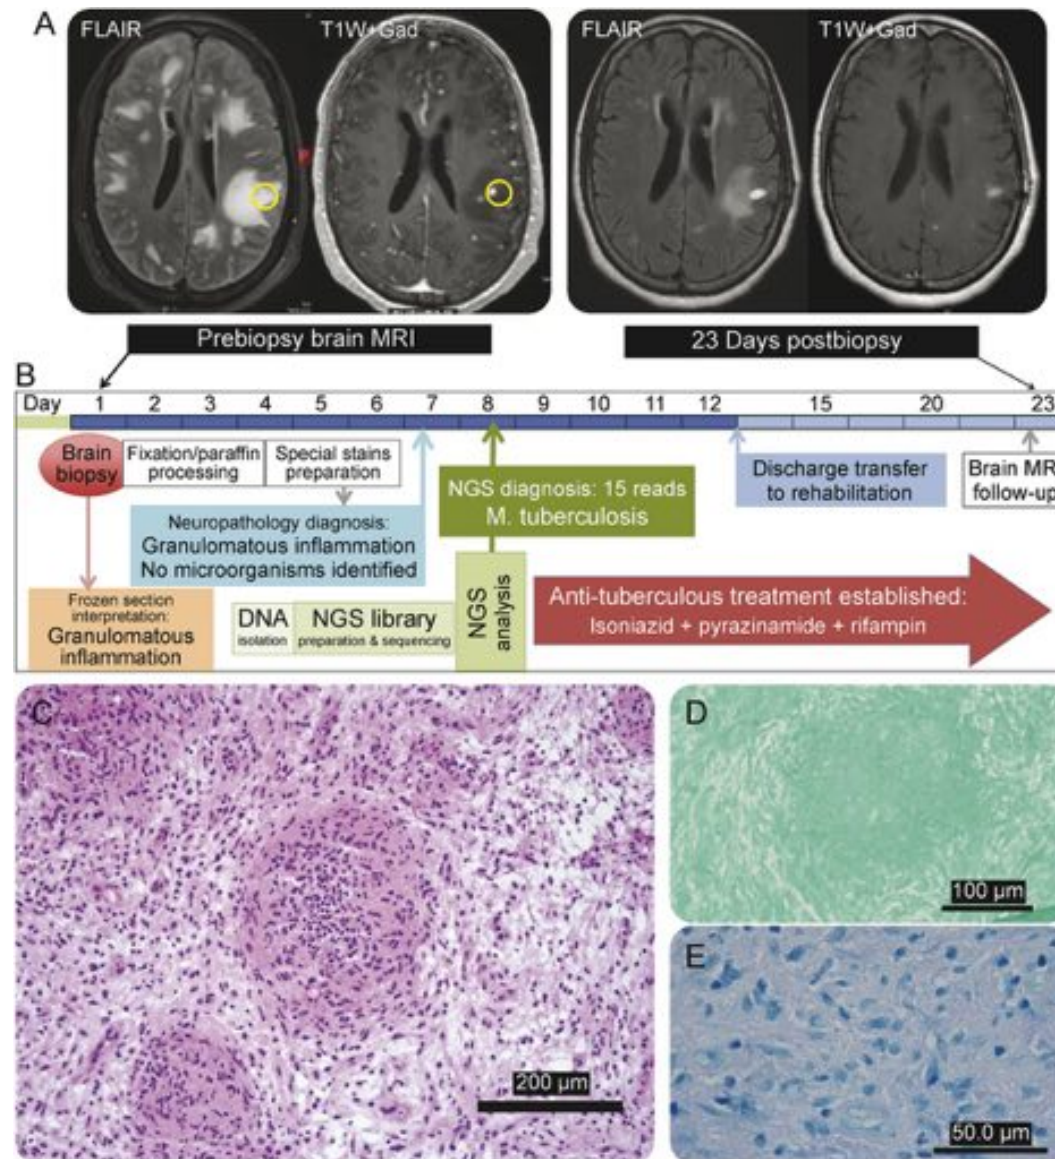 A
FLAIR
T1W+Gad
FLAIR
T1W+Gad
Prebiopsy brain MRI
23 Days postbiopsy
B
Day 1 2 3 4 5 6 7 8 9 10 11 12 15 20 23
Brain
biopsy
Fixation/paraffin
processing
Special stains
preparation
NGS diagnosis: 15 reads
M. tuberculosis
Discharge transfer
to rehabilitation
Brain MRI
follow-up
Neuropathology diagnosis:
Granulomatous inflammation
No microorganisms identified
Frozen section
interpretation:
Granulomatous
inflammation
DNA
isolation
NGS library
preparation & sequencing
NGS
analysis
Anti-tuberculous treatment established:
Isoniazid + pyrazinamide + rifampin
C
200 µm
D
100 µm
E
50.0 µm